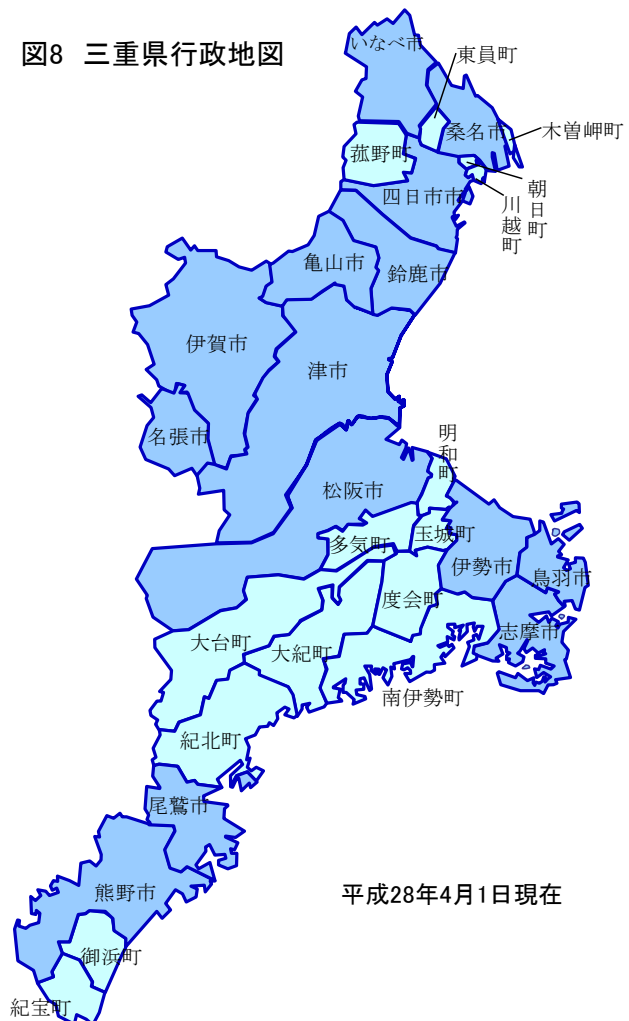 図8 三重県行政地図
いなべ市
東員町
桑名市
木曽岬町
菰野町
朝日町
川越町
四日市市
亀山市
鈴鹿市
伊賀市
津市
名張市
明和町
松阪市
多気町
玉城町
伊勢市
鳥羽市
度会町
志摩市
大台町
大紀町
南伊勢町
紀北町
尾鷲市
熊野市
平成28年4月1日現在
御浜町
紀宝町